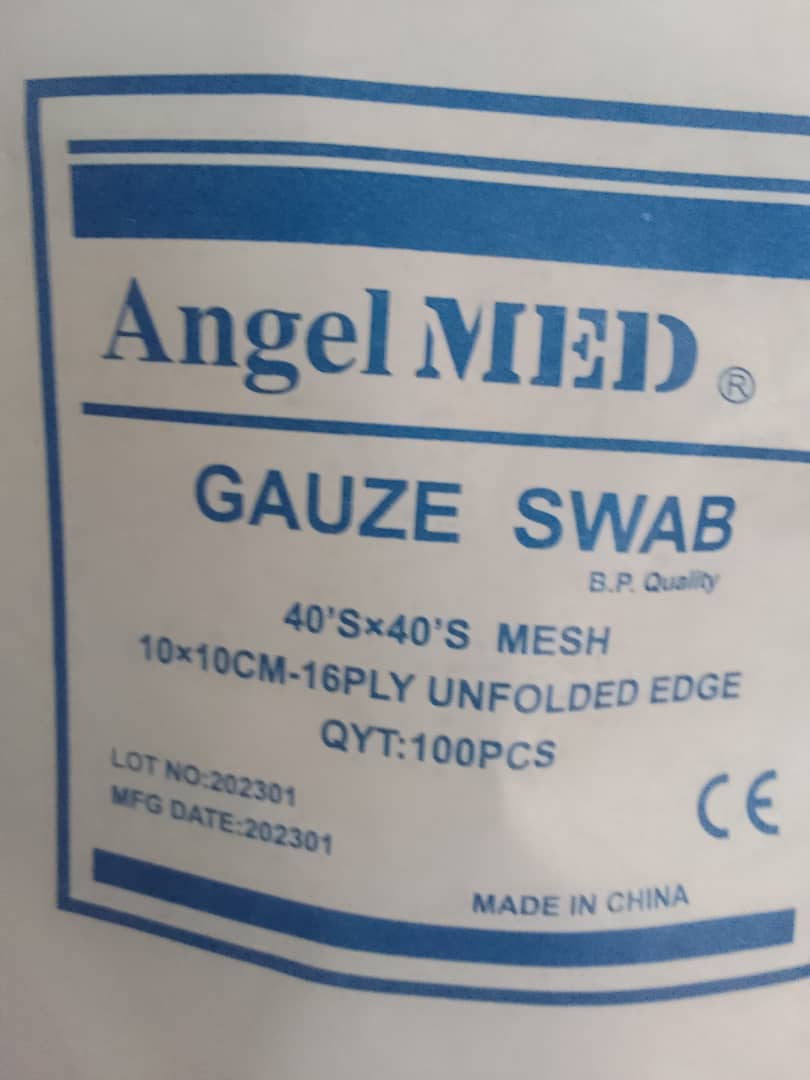 Angel MED ®
GAUZE SWAB
B.P. Quality
40'S×40'S MESH
10×10CM-16PLY UNFOLDED EDGE
QYT:100PCS
LOT NO:202301
MFG DATE:202301
CE
MADE IN CHINA